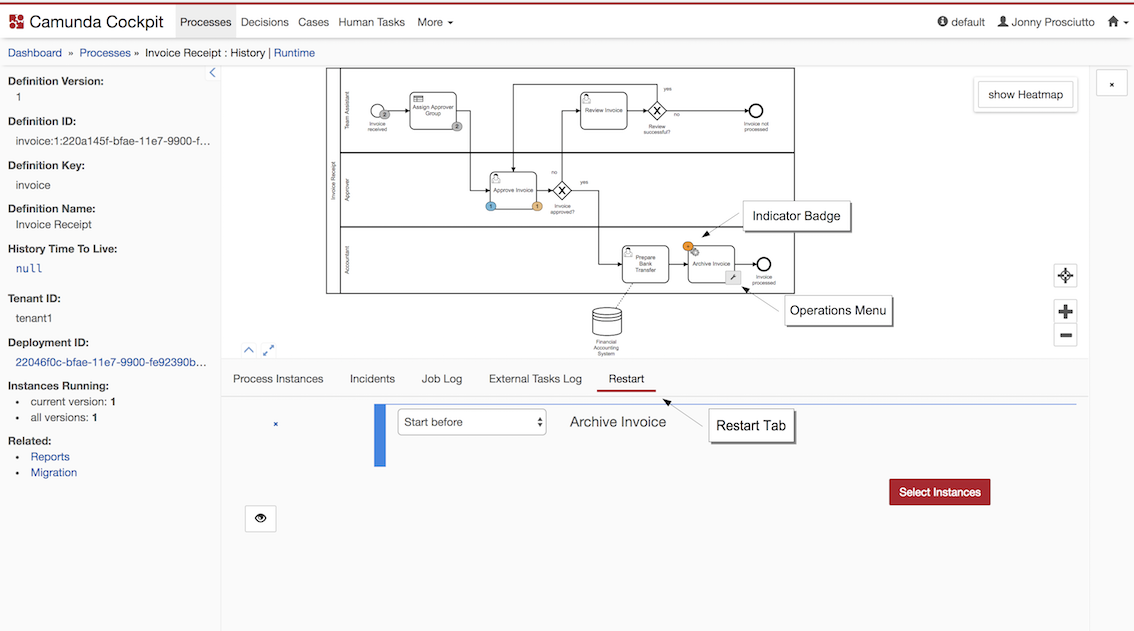 Camunda Cockpit Processes Decisions Cases Human Tasks More default Jonny Prosciutto
Dashboard » Processes » Invoice Receipt : History | Runtime
Definition Version:
1
Definition ID:
invoice:1:220a145f-bfae-11e7-9900-f...
Definition Key:
invoice
Definition Name:
Invoice Receipt
History Time To Live:
null
Tenant ID:
tenant1
Deployment ID:
22046f0c-bfae-11e7-9900-fe92390b...
Instances Running:
current version: 1
all versions: 1
Related:
Reports
Migration
Invoice Receipt
Team Assistant
Invoice
received
2
Assign Approver
Group
2
Review Invoice
yes
no
Review
successful?
Invoice not
processed
Approver
Approve Invoice
1
1
no
yes
Invoice
approved?
Accountant
Prepare
Bank
Transfer
Archive Invoice
Invoice
processed
Financial
Accounting
System
show Heatmap
Indicator Badge
Operations Menu
Process Instances Incidents Job Log External Tasks Log Restart
Start before Archive Invoice
Restart Tab
Select Instances